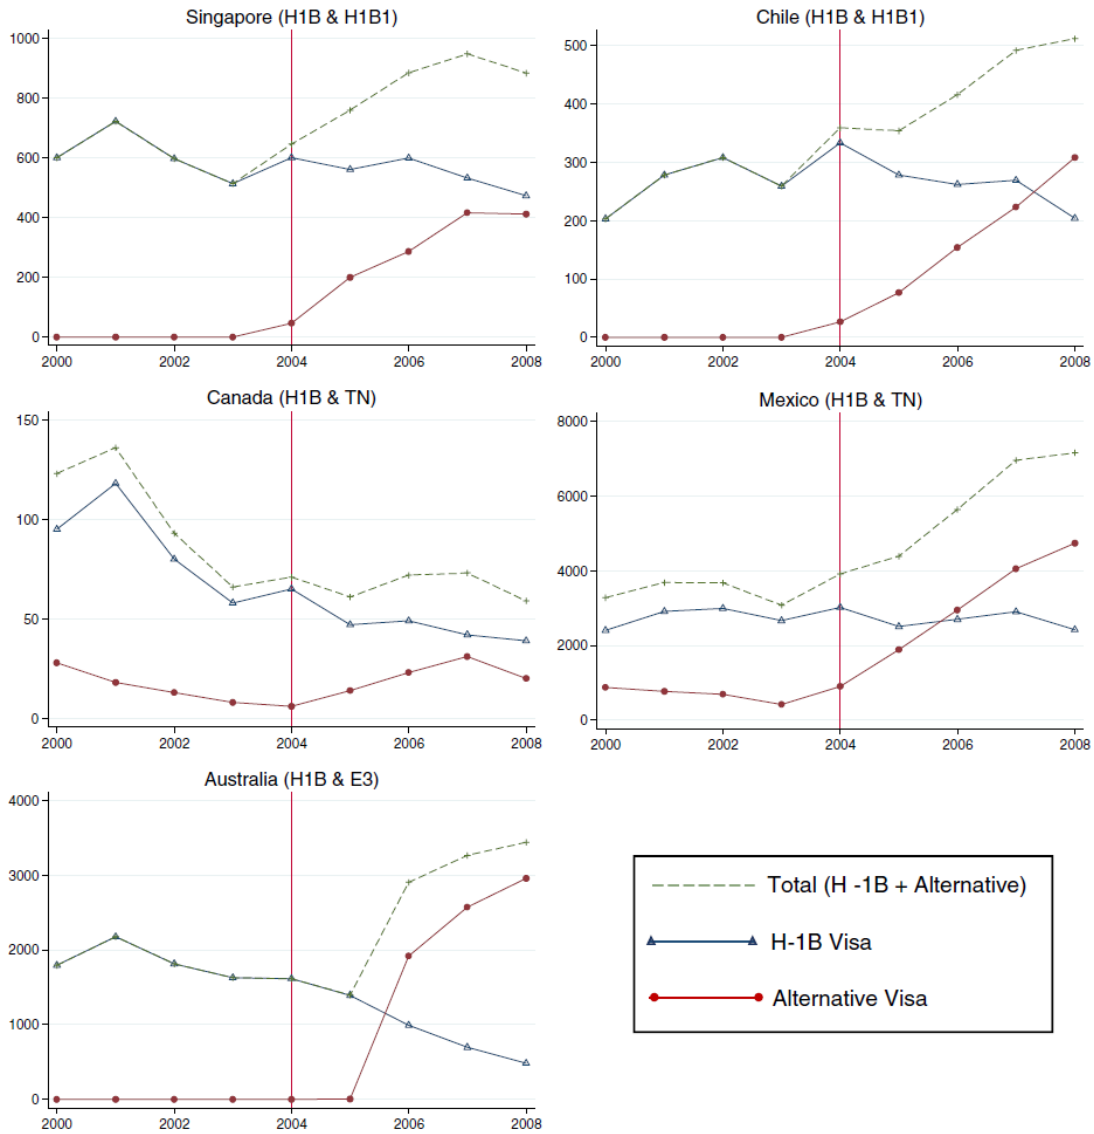 Singapore (H1B & H1B1)
1000
800
600
400
200
0
2000 2002 2004 2006 2008
Chile (H1B & H1B1)
500
400
300
200
100
0
2000 2002 2004 2006 2008
Canada (H1B & TN)
150
100
50
0
2000 2002 2004 2006 2008
Mexico (H1B & TN)
8000
6000
4000
2000
0
2000 2002 2004 2006 2008
Australia (H1B & E3)
4000
3000
2000
1000
0
2000 2002 2004 2006 2008
Total (H -1B + Alternative)
H-1B Visa
Alternative Visa